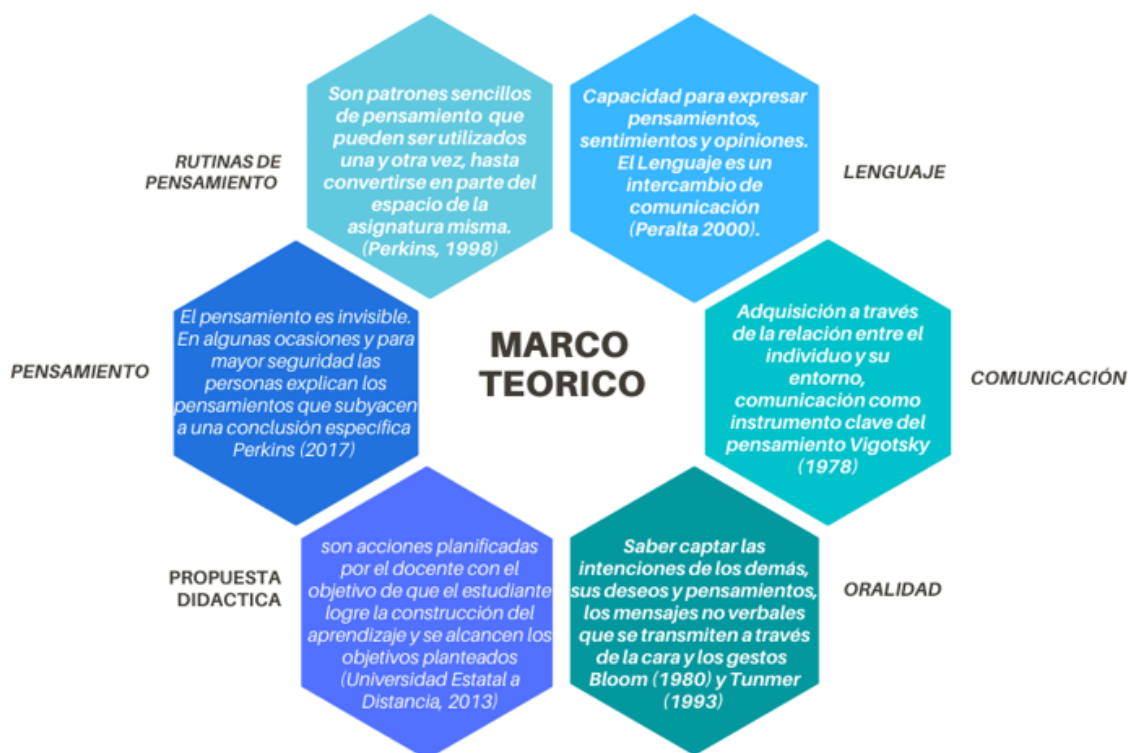 Son patrones sencillos
de pensamiento que
pueden ser utilizados
una y otra vez, hasta
convertirse en parte del
espacio de la
asignatura misma.
(Perkins, 1998)
RUTINAS DE
PENSAMIENTO
Capacidad para expresar
pensamientos,
sentimientos y opiniones.
El Lenguaje es un
intercambio de
comunicación
(Peralta 2000).
LENGUAJE
El pensamiento es invisible.
En algunas ocasiones y para
mayor seguridad las
personas explican los
pensamientos que subyacen
a una conclusión específica
Perkins (2017)
PENSAMIENTO
MARCO
TEORICO
Adquisición a través
de la relación entre el
individuo y su
entorno,
comunicación como
instrumento clave del
pensamiento Vigotsky
(1978)
COMUNICACIÓN
PROPUESTA
DIDACTICA
son acciones planificadas
por el docente con el
objetivo de que el estudiante
logre la construcción del
aprendizaje y se alcancen los
objetivos planteados
(Universidad Estatal a
Distancia, 2013)
Saber captar las
intenciones de los demás,
sus deseos y pensamientos,
los mensajes no verbales
que se transmiten a través
de la cara y los gestos
Bloom (1980) y Tunmer
(1993)
ORALIDAD